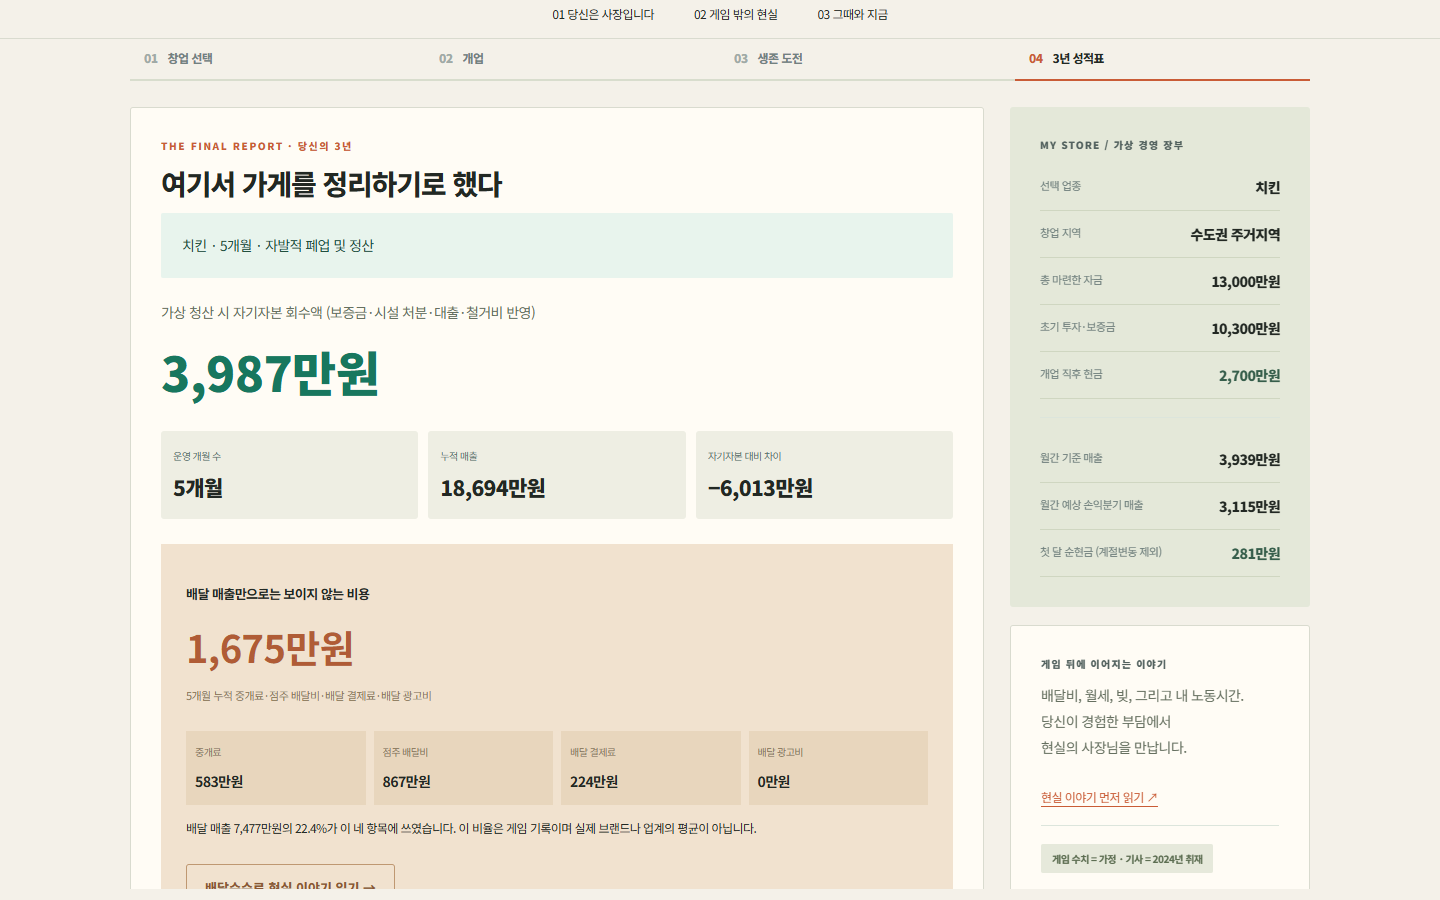 01 당신은 사장입니다
02 게임 밖의 현실
03 그때와 지금
01 창업 선택
02 개업
03 생존 도전
04 3년 성적표
THE FINAL REPORT · 당신의 3년
여기서 가게를 정리하기로 했다
치킨 · 5개월 · 자발적 폐업 및 정산
가상 청산 시 자기자본 회수액 (보증금·시설 처분·대출·철거비 반영)
3,987만원
운영 개월 수
5개월
누적 매출
18,694만원
자기자본 대비 차이
−6,013만원
배달 매출만으로는 보이지 않는 비용
1,675만원
5개월 누적 중개료·점주 배달비·배달 결제료·배달 광고비
중개료
583만원
점주 배달비
867만원
배달 결제료
224만원
배달 광고비
0만원
배달 매출 7,477만원의 22.4%가 이 네 항목에 쓰였습니다. 이 비율은 게임 기록이며 실제 브랜드나 업계의 평균이 아닙니다.
배달수수료 현실 이야기 읽기 →
MY STORE / 가상 경영 장부
선택 업종
치킨
창업 지역
수도권 주거지역
총 마련한 자금
13,000만원
초기 투자·보증금
10,300만원
개업 직후 현금
2,700만원
월간 기준 매출
3,939만원
월간 예상 손익분기 매출
3,115만원
첫 달 순현금 (계절변동 제외)
281만원
게임 뒤에 이어지는 이야기
배달비, 월세, 빚, 그리고 내 노동시간.
당신이 경험한 부담에서
현실의 사장님을 만납니다.
현실 이야기 먼저 읽기 ↗
게임 수치 = 가정 · 기사 = 2024년 취재